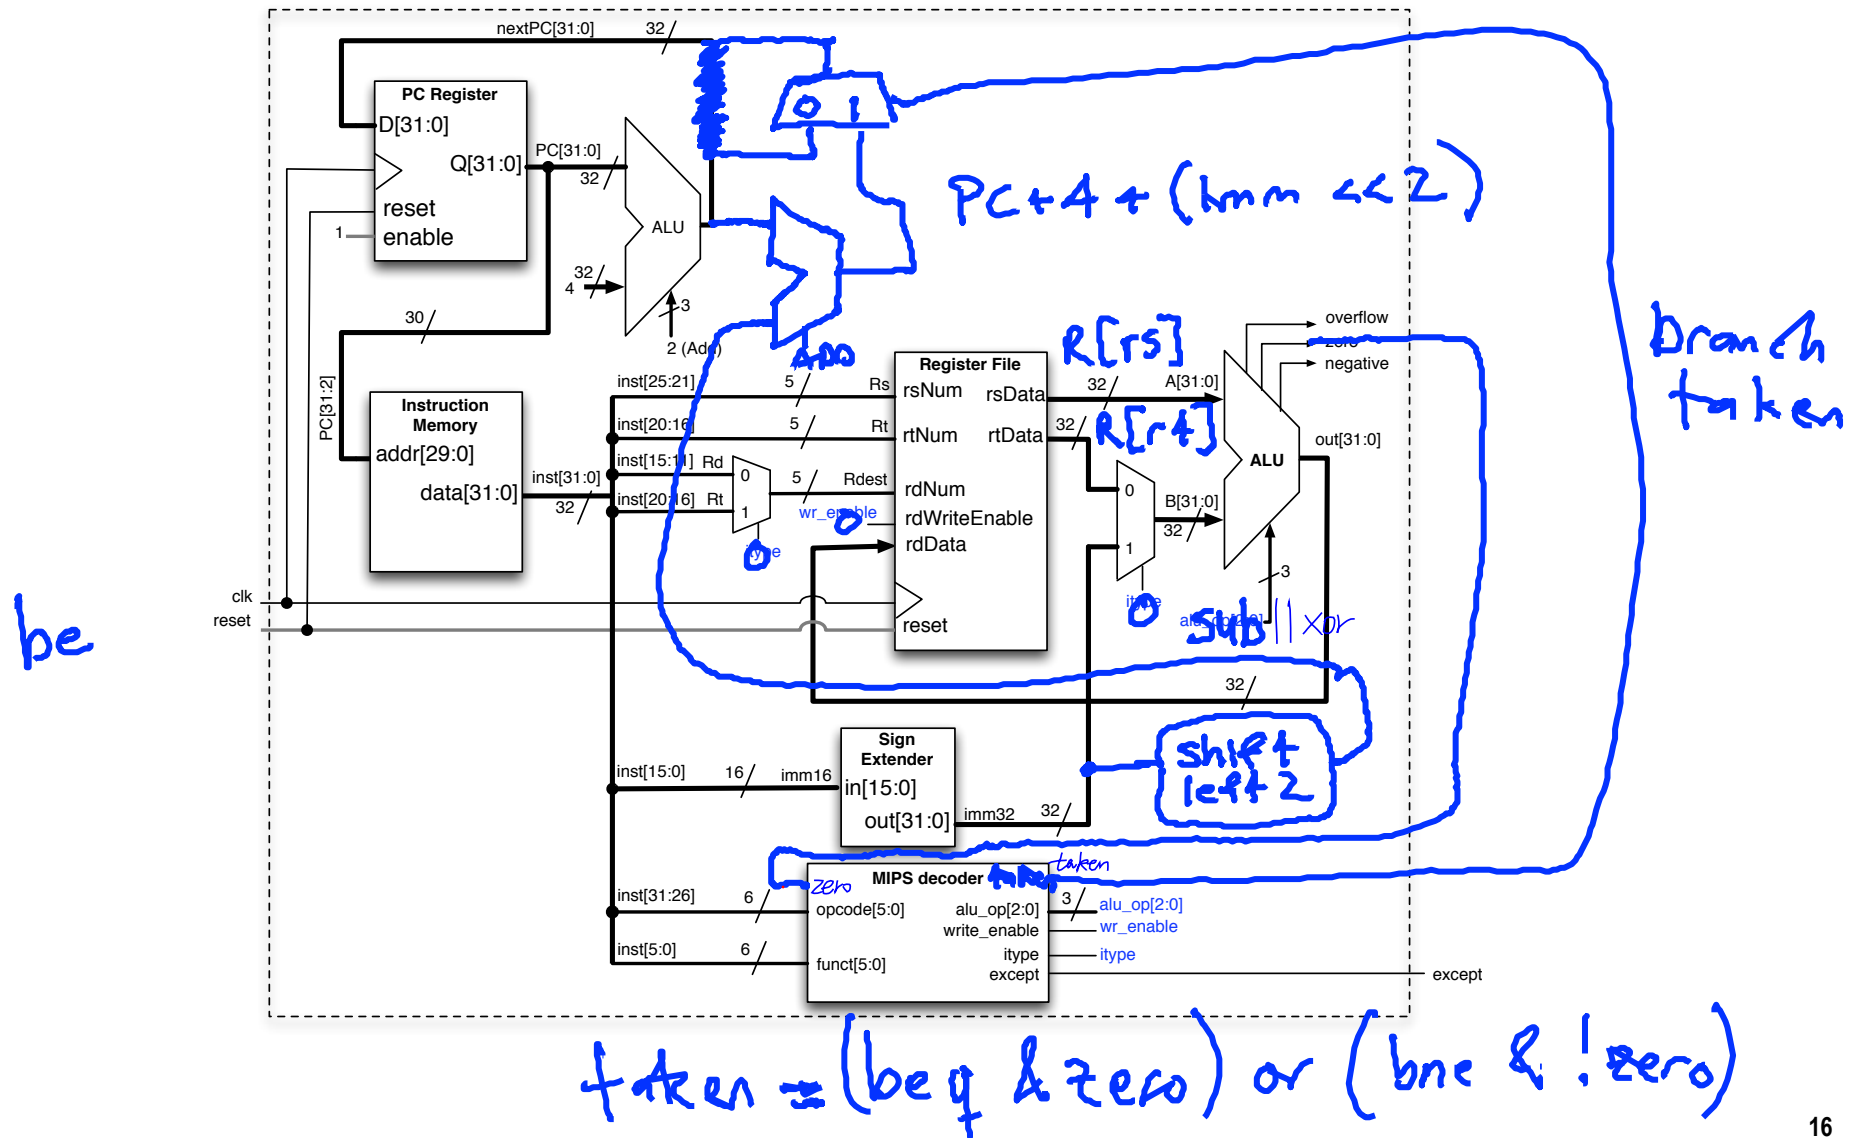 nextPC[31:0] 32
PC Register
D[31:0]
Q[31:0]
reset
enable
1
PC[31:0]
32
ALU
32
4
3
2 (Add)
0 1
ADD
PC+4+(Imm <<2)
30
PC[31:2]
Instruction
Memory
addr[29:0]
data[31:0]
inst[31:0]
32
inst[25:21] 5 Rs
inst[20:16] 5 Rt
inst[15:11] Rd
inst[20:16] Rt
0
1
5 Rdest
wr_enable
0
itype
0
Register File
rsNum rsData
rtNum rtData
rdNum
rdWriteEnable
rdData
reset
R[rs]
32 A[31:0]
32 R[rt]
0
1
B[31:0]
32
itype
0
ALU
overflow
zero
negative
out[31:0]
3
alu_op[2:0]
sub || xor
32
branch
taken
clk
reset
be
Sign
Extender
inst[15:0] 16 imm16 in[15:0]
out[31:0] imm32 32
shift
left 2
MIPS decoder
zero
taken
inst[31:26] 6 opcode[5:0]
inst[5:0] 6 funct[5:0]
alu_op[2:0] 3 alu_op[2:0]
write_enable wr_enable
itype itype
except except
taken = (beq & zero) or (bne & !zero)
16